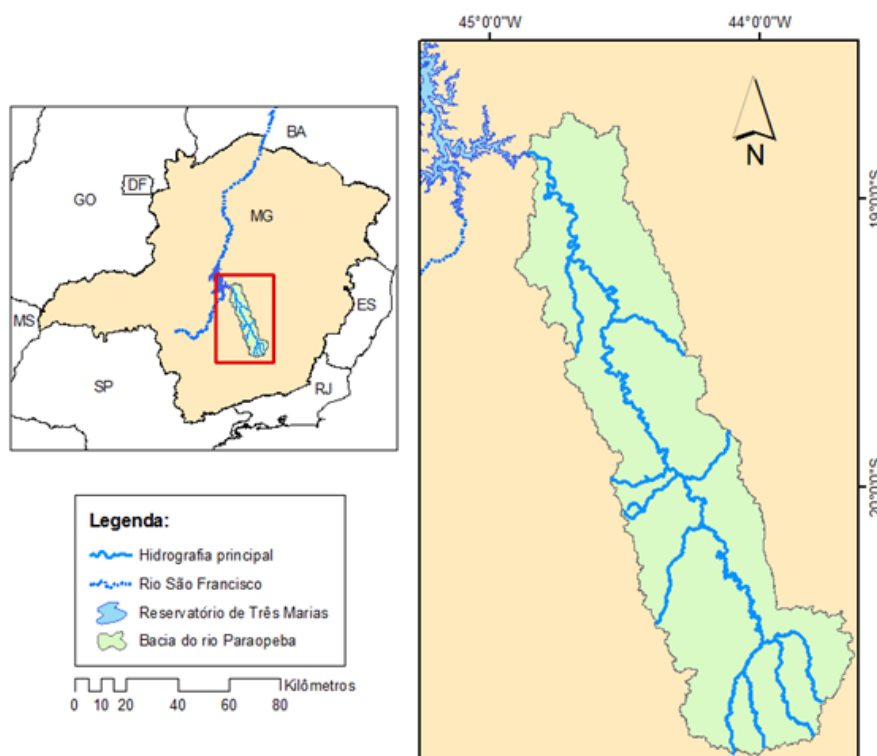 45°0'0"W
44°0'0"W
BA
DF
GO
MG
N
19°0'0"S
ES
MS
SP
RJ
20°0'0"S
Legenda:
Hidrografia principal
Rio São Francisco
Reservatório de Três Marias
Bacia do rio Paraopeba
Kilômetros
0 10 20 40 60 80